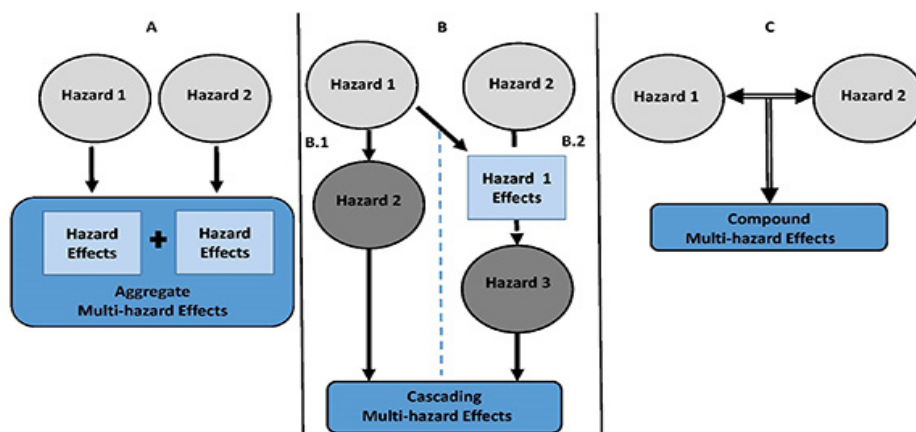 A
Hazard 1
Hazard 2
Hazard
Effects
+
Hazard
Effects
Aggregate
Multi-hazard Effects
B
Hazard 1
Hazard 2
B.1
B.2
Hazard 2
Hazard 1
Effects
Hazard 3
Cascading
Multi-hazard Effects
C
Hazard 1
Hazard 2
Compound
Multi-hazard Effects